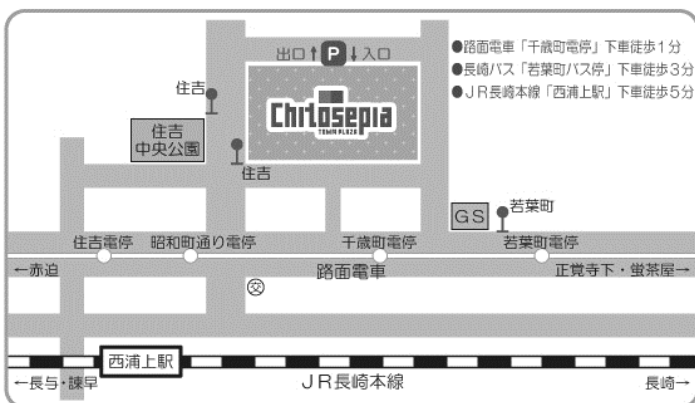 ●路面電車「千歳町電停」下車徒歩1分
●長崎バス「若葉町バス停」下車徒歩3分
●JR長崎本線「西浦上駅」下車徒歩5分
出口↑P↓入口
住吉
Chitosepia
TOWN PLAZA
住吉
中央公園
住吉
GS
若葉町
住吉電停
昭和町通り電停
千歳町電停
若葉町電停
←赤迫
路面電車
正覚寺下・蛍茶屋→
交
西浦上駅
←長与・諫早
JR長崎本線
長崎→